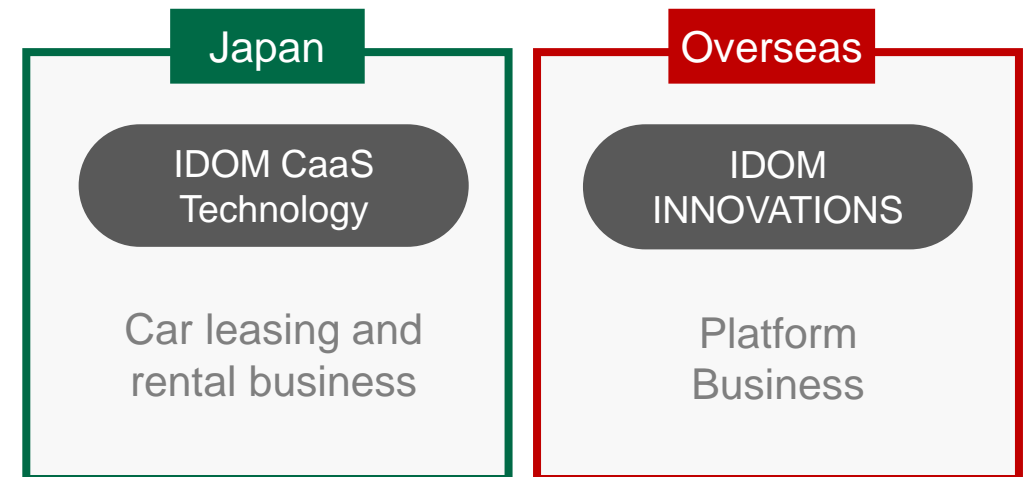 Japan
IDOM CaaS
Technology
Car leasing and
rental business
Overseas
IDOM
INNOVATIONS
Platform
Business